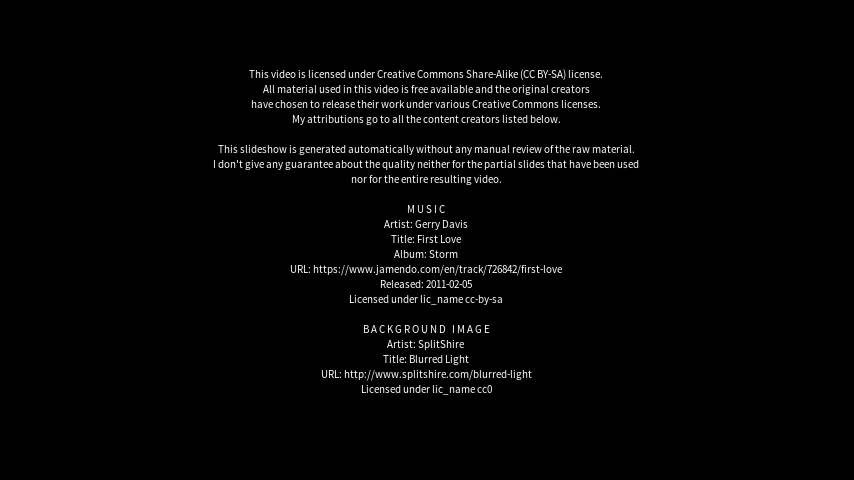 This video is licensed under Creative Commons Share-Alike (CC BY-SA) license.
All material used in this video is free available and the original creators
have chosen to release their work under various Creative Commons licenses.
My attributions go to all the content creators listed below.
This slideshow is generated automatically without any manual review of the raw material.
I don't give any guarantee about the quality neither for the partial slides that have been used
nor for the entire resulting video.
MUSIC
Artist: Gerry Davis
Title: First Love
Album: Storm
URL: https://www.jamendo.com/en/track/726842/first-love
Released: 2011-02-05
Licensed under lic_name cc-by-sa
BACKGROUND IMAGE
Artist: SplitShire
Title: Blurred Light
URL: http://www.splitshire.com/blurred-light
Licensed under lic_name cc0